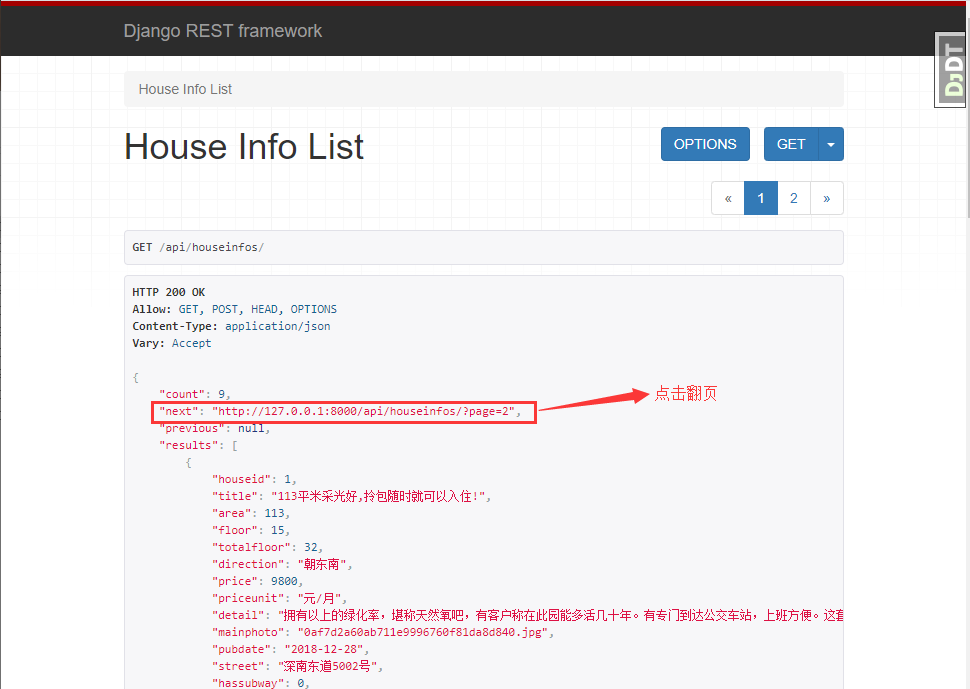 Django REST framework
DJDT
House Info List
House Info List
OPTIONS
GET
« 1 2 »
GET /api/houseinfos/
HTTP 200 OK
Allow: GET, POST, HEAD, OPTIONS
Content-Type: application/json
Vary: Accept
{
"count": 9,
"next": "http://127.0.0.1:8000/api/houseinfos/?page=2",
点击翻页
"previous": null,
"results": [
{
"houseid": 1,
"title": "113平米采光好,拎包随时就可以入住!",
"area": 113,
"floor": 15,
"totalfloor": 32,
"direction": "朝东南",
"price": 9800,
"priceunit": "元/月",
"detail": "拥有以上的绿化率，堪称天然氧吧，有客户称在此园能多活几十年。有专门到达公交车站，上班方便。这套
"mainphoto": "0af7d2a60ab711e9996760f81da8d840.jpg",
"pubdate": "2018-12-28",
"street": "深南东道5002号",
"hassubway": 0,